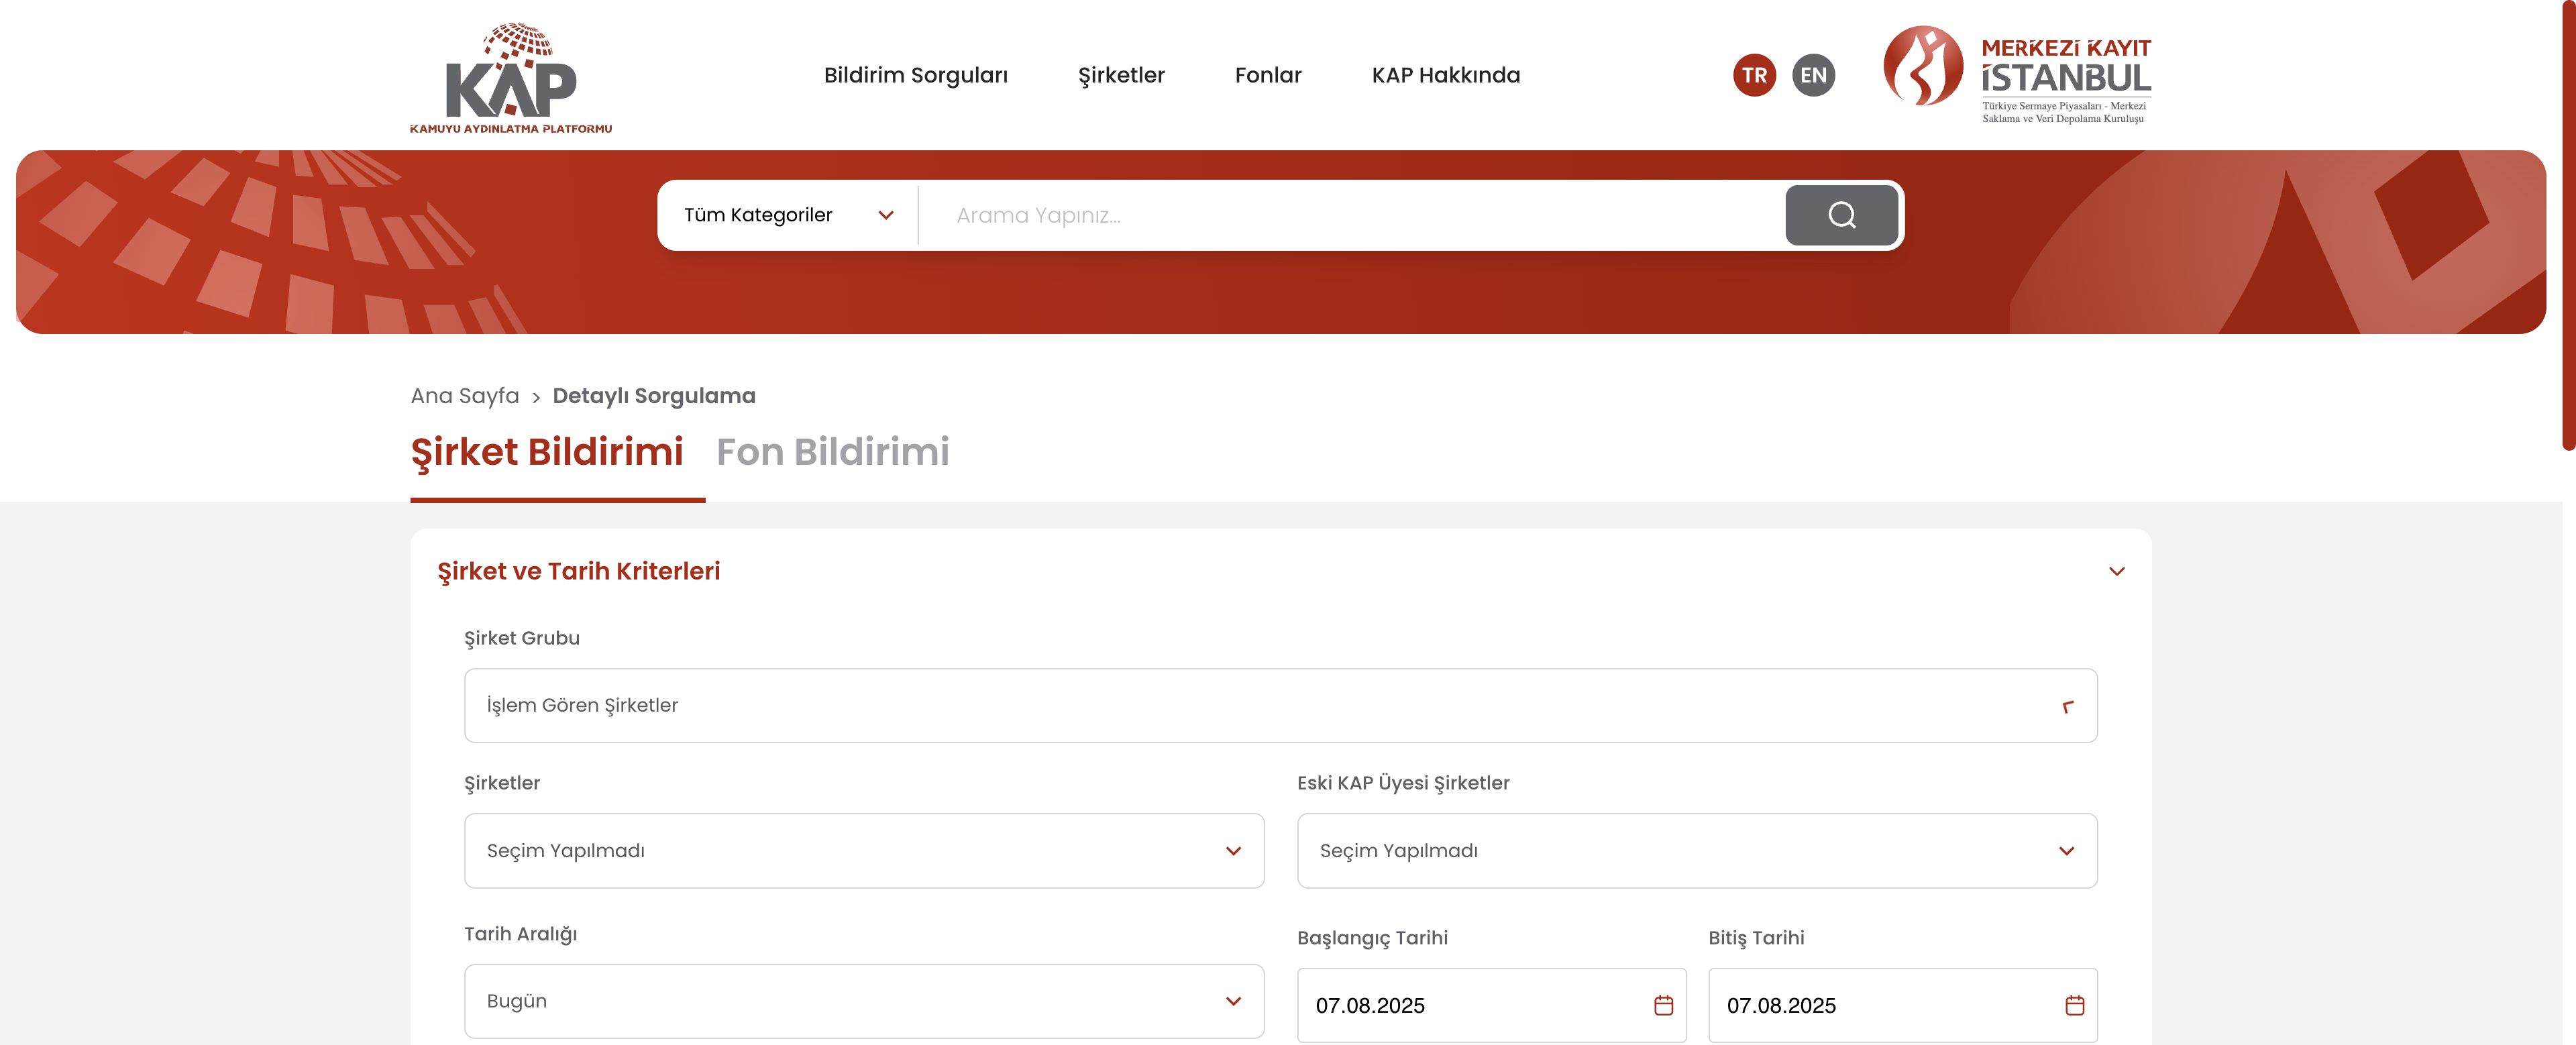 KAP
KAMUYU AYDINLATMA PLATFORMU
Bildirim Sorguları
Şirketler
Fonlar
KAP Hakkında
TR
EN
MERKEZİ KAYIT
İSTANBUL
Türkiye Sermaye Piyasaları - Merkezi
Saklama ve Veri Depolama Kuruluşu
Tüm Kategoriler
Arama Yapınız...
Ana Sayfa > Detaylı Sorgulama
Şirket Bildirimi
Fon Bildirimi
Şirket ve Tarih Kriterleri
Şirket Grubu
İşlem Gören Şirketler
Şirketler
Eski KAP Üyesi Şirketler
Seçim Yapılmadı
Seçim Yapılmadı
Tarih Aralığı
Başlangıç Tarihi
Bitiş Tarihi
Bugün
07.08.2025
07.08.2025